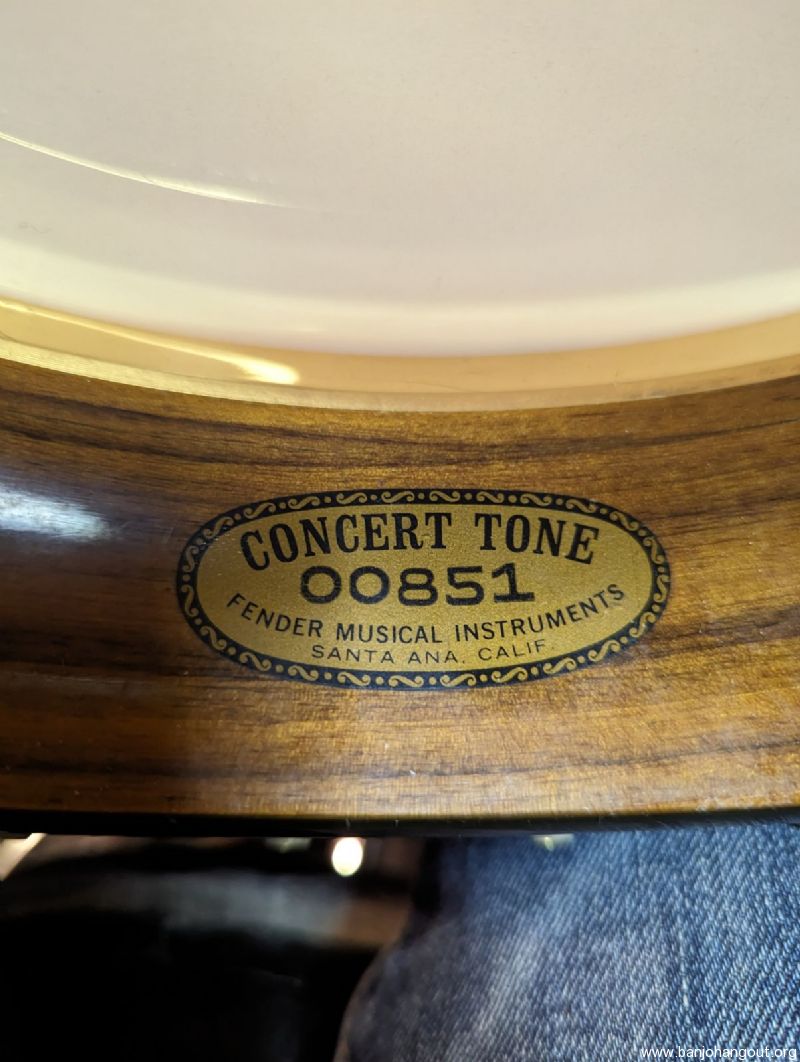 CONCERT TONE
00851
FENDER MUSICAL INSTRUMENTS
SANTA ANA, CALIF
www.banjohangout.org